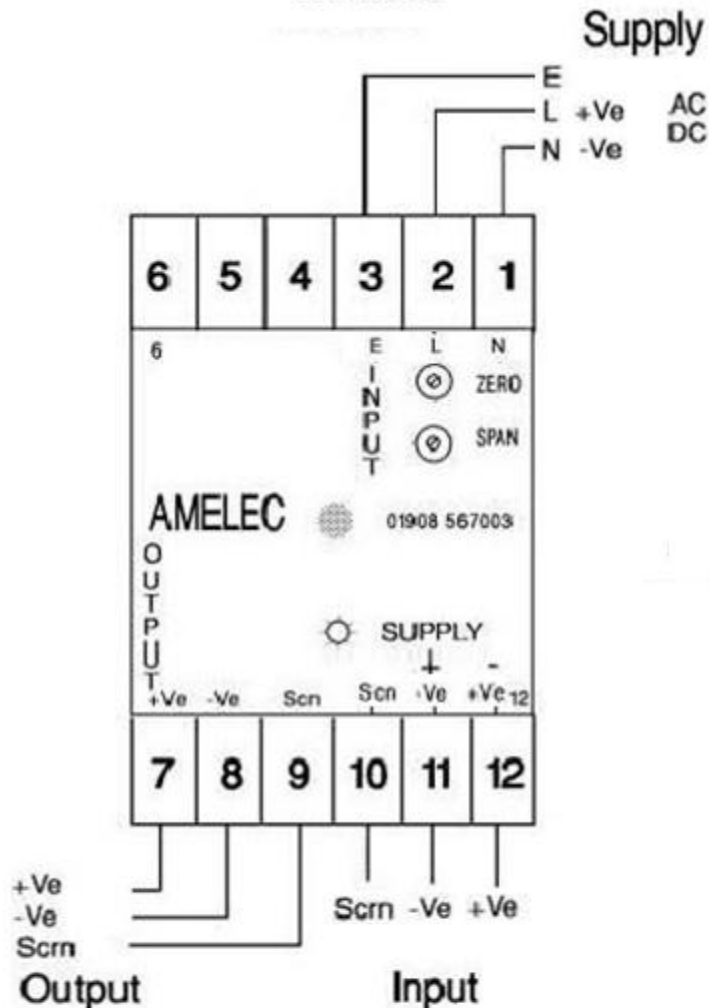 Supply
E
L +Ve AC
N -Ve DC
6 5 4 3 2 1
6 E L N
INPUT
ZERO
SPAN
AMELEC 01908 567003
OUTPUT
SUPPLY
+ -
+Ve -Ve Scn Scn -Ve +Ve 12
7 8 9 10 11 12
+Ve
-Ve
Scrn
Scrn -Ve +Ve
Output Input